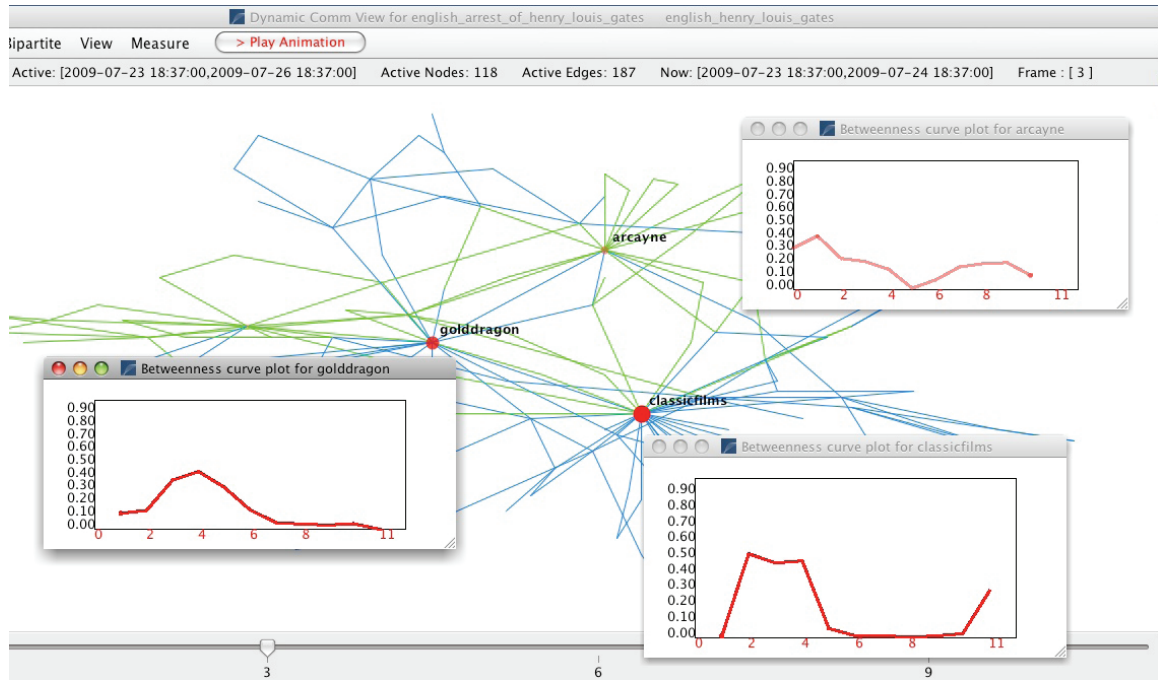 Dynamic Comm View for english_arrest_of_henry_louis_gates english_henry_louis_gates
Bipartite View Measure > Play Animation
Active: [2009-07-23 18:37:00,2009-07-26 18:37:00] Active Nodes: 118 Active Edges: 187 Now: [2009-07-23 18:37:00,2009-07-24 18:37:00] Frame : [ 3 ]
Betweenness curve plot for arcayne
0.90
0.80
0.70
0.60
0.50
0.40
0.30
0.20
0.10
0.00
0 2 4 6 8 11
arcayne
golddragon
classicfilms
Betweenness curve plot for golddragon
0.90
0.80
0.70
0.60
0.50
0.40
0.30
0.20
0.10
0.00
0 2 4 6 8 11
Betweenness curve plot for classicfilms
0.90
0.80
0.70
0.60
0.50
0.40
0.30
0.20
0.10
0.00
0 2 4 6 8 11
3 6 9